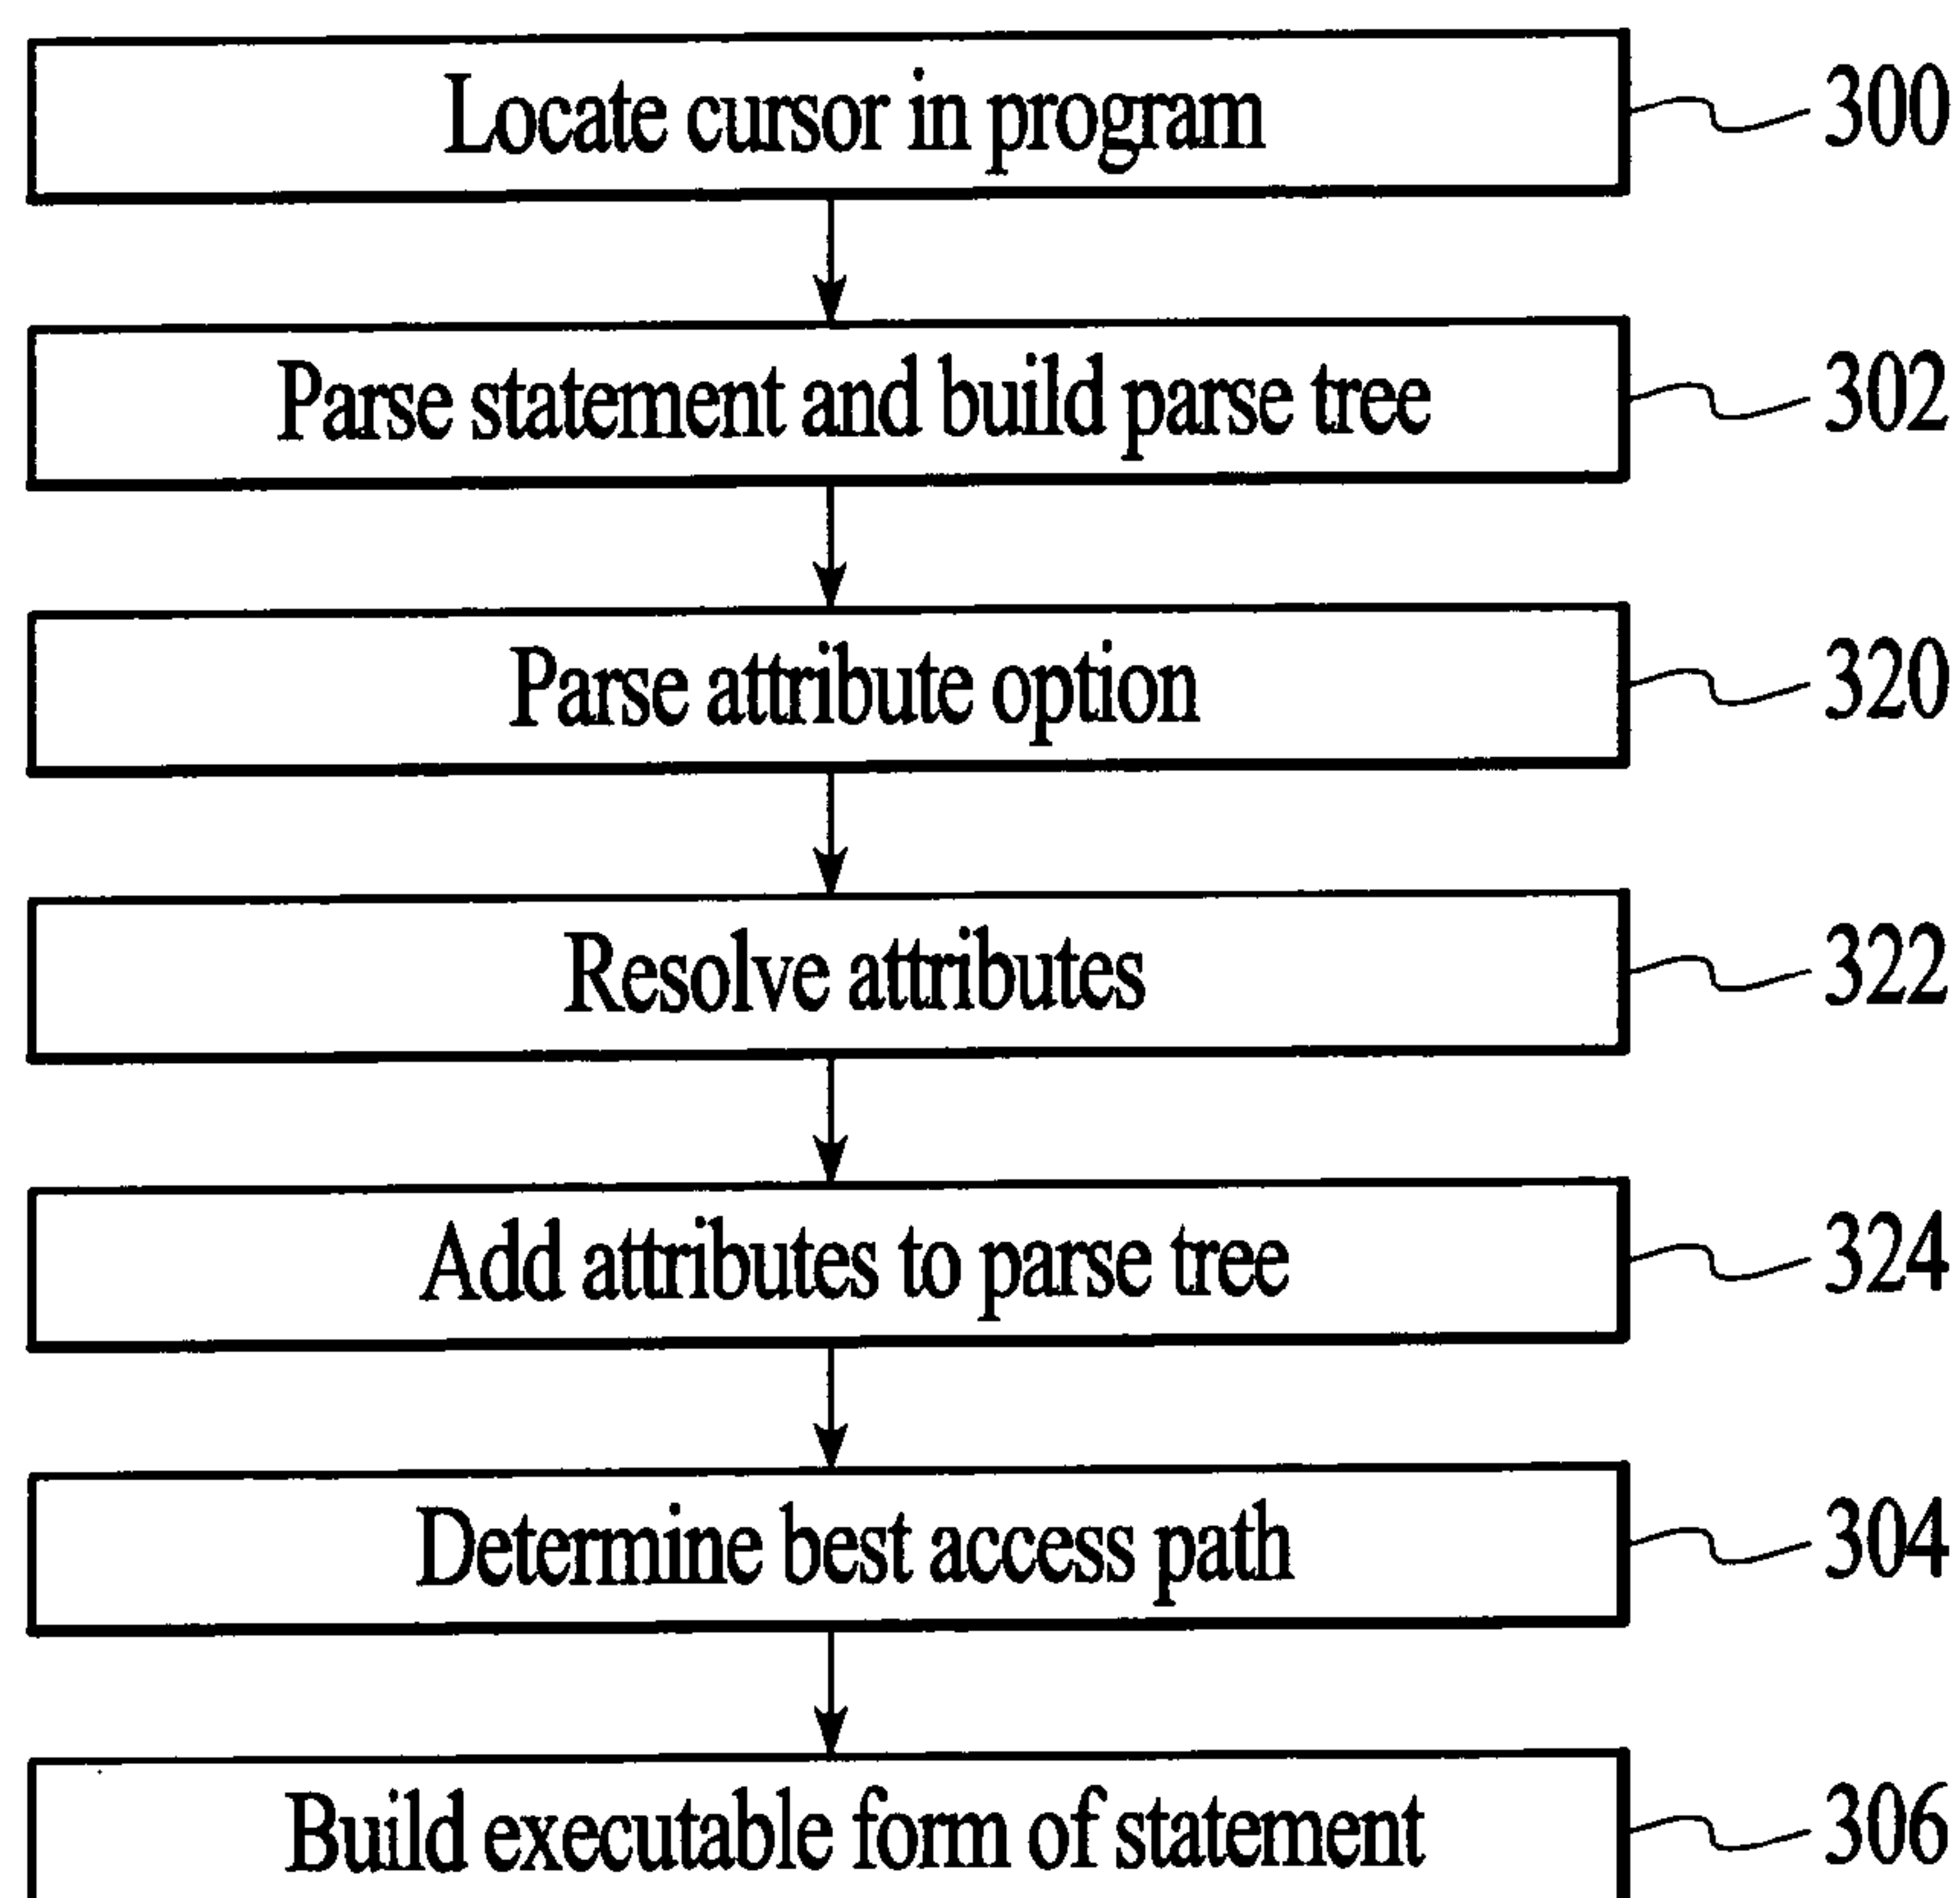 Locate cursor in program 300
Parse statement and build parse tree 302
Parse attribute option 320
Resolve attributes 322
Add attributes to parse tree 324
Determine best access path 304
Build executable form of statement 306